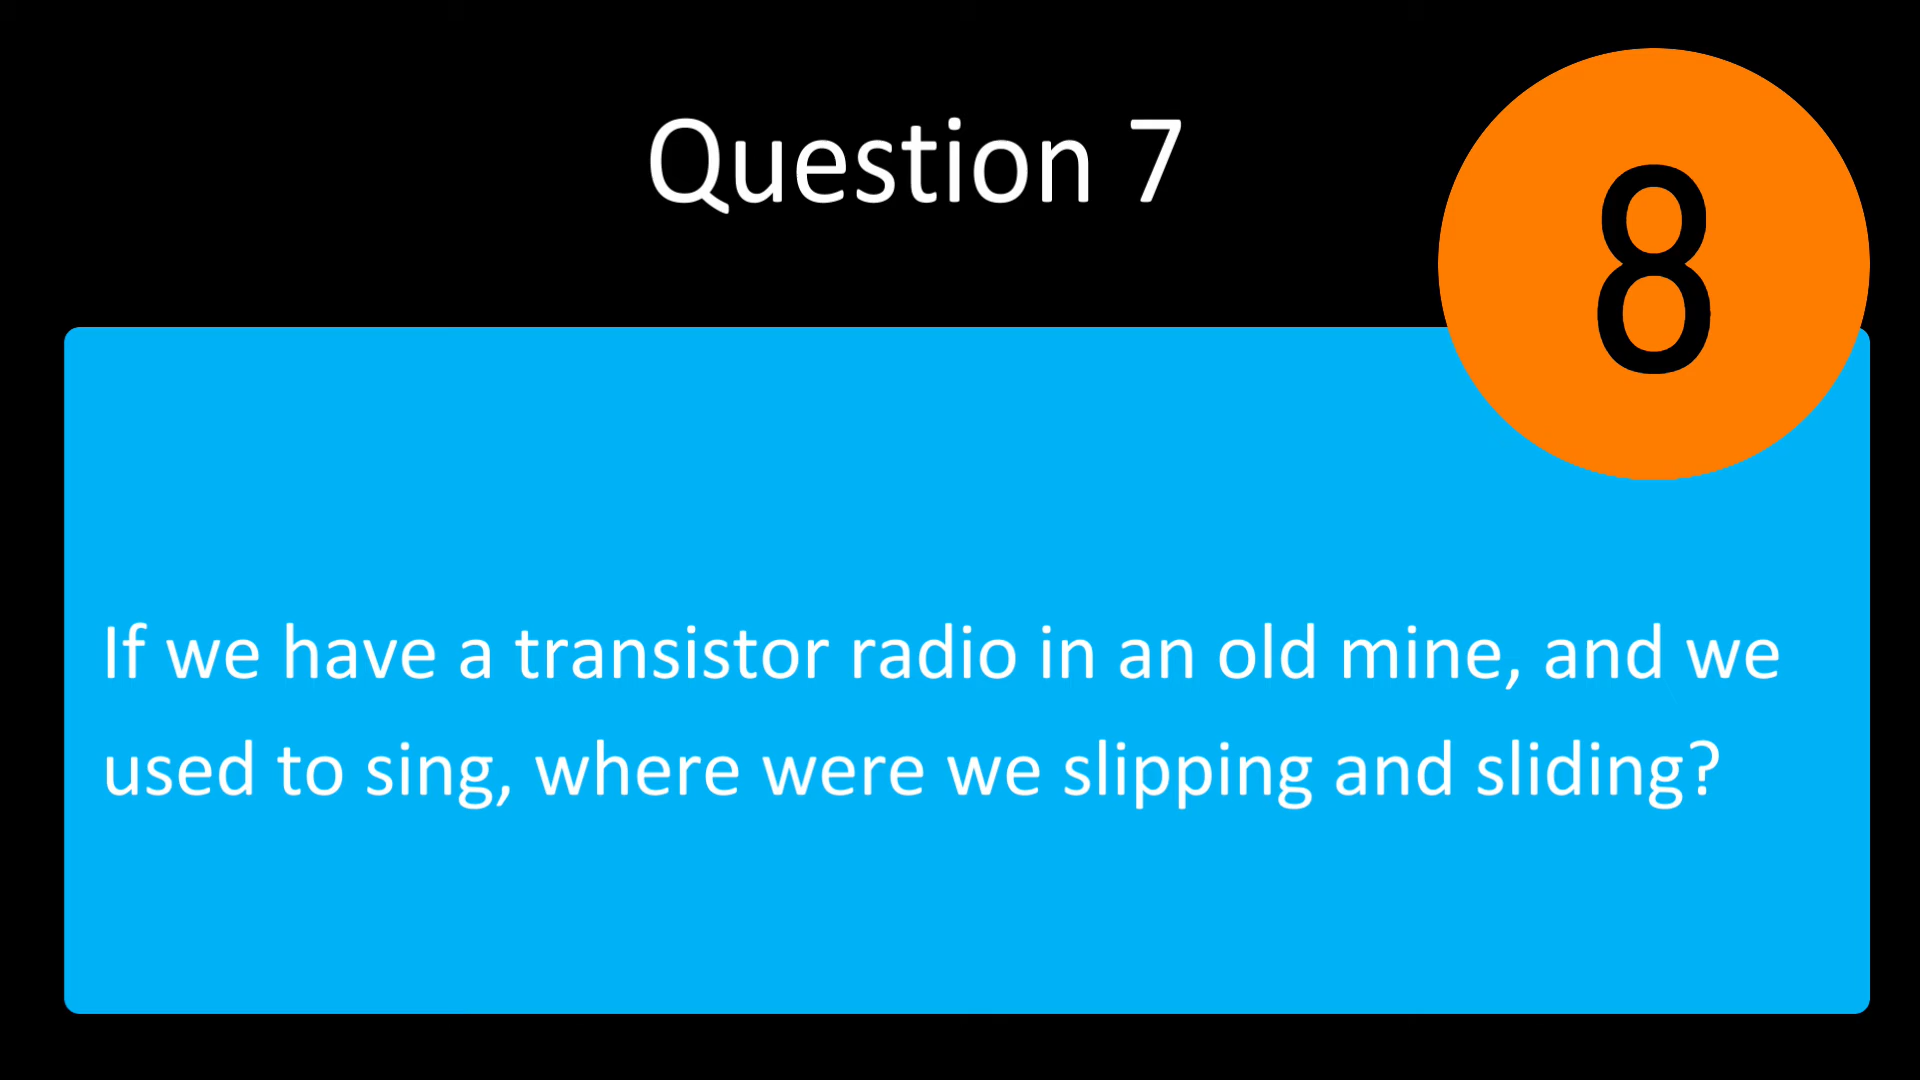 Question 7
8
If we have a transistor radio in an old mine, and we
used to sing, where were we slipping and sliding?